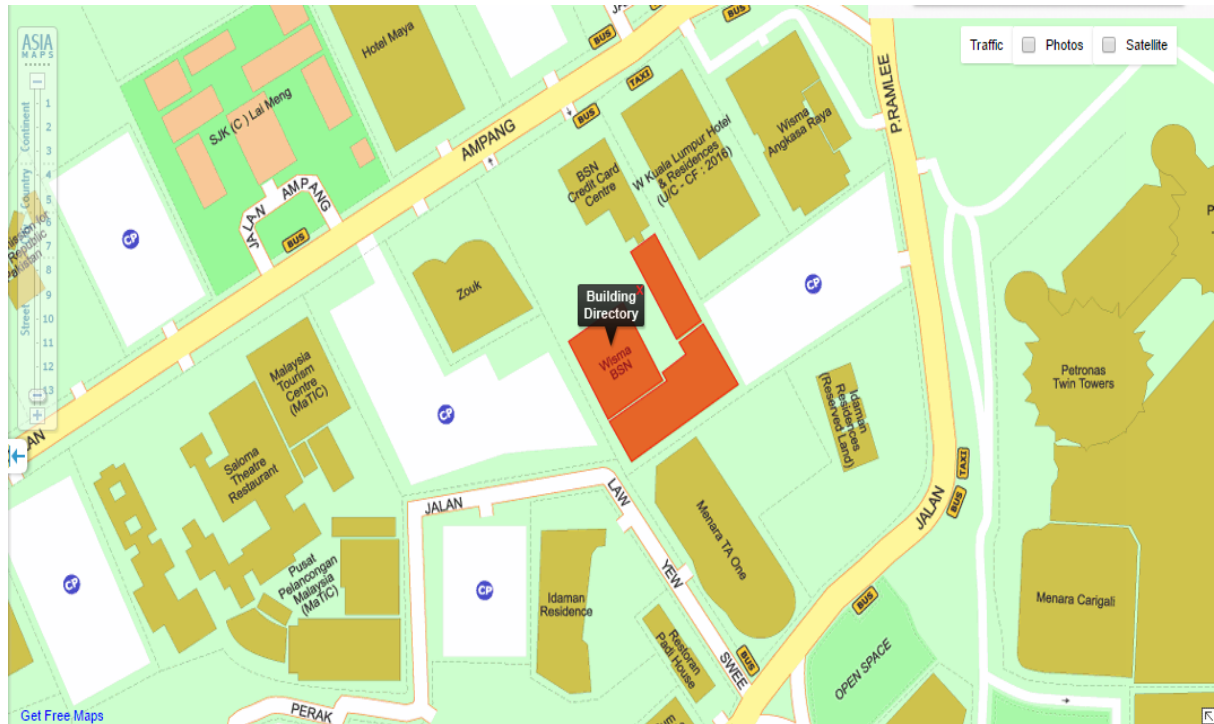 Traffic
Photos
Satellite
ASIA
MAPS
Continent
Country
Street
1
2
3
4
5
6
7
8
9
10
11
12
13
BUS
BUS
Hotel Maya
TAXI
BUS
SJK (C ) Lai Meng
AMPANG
P.RAMLEE
Wisma
Angkasa Raya
W Kuala Lumpur Hotel
& Residences
(U/C - CF : 2016)
BSN
Credit Card
Centre
JALAN
AMPANG
BUS
CP
CP
Zouk
Building
Directory
X
Wisma
BSN
Petronas
Twin Towers
Malaysia
Tourism
Centre
(MaTIC)
CP
Idaman
Residences
(Reserved Land)
Saloma
Theatre
Restaurant
JALAN
LAW
YEW
SWEE
Menara TA One
JALAN
TAXI
BUS
Pusat
Pelancongan
Malaysia
(MaTiC)
CP
CP
Idaman
Residence
BUS
Menara Carigali
Restoran
Padi House
BUS
OPEN SPACE
PERAK
Get Free Maps